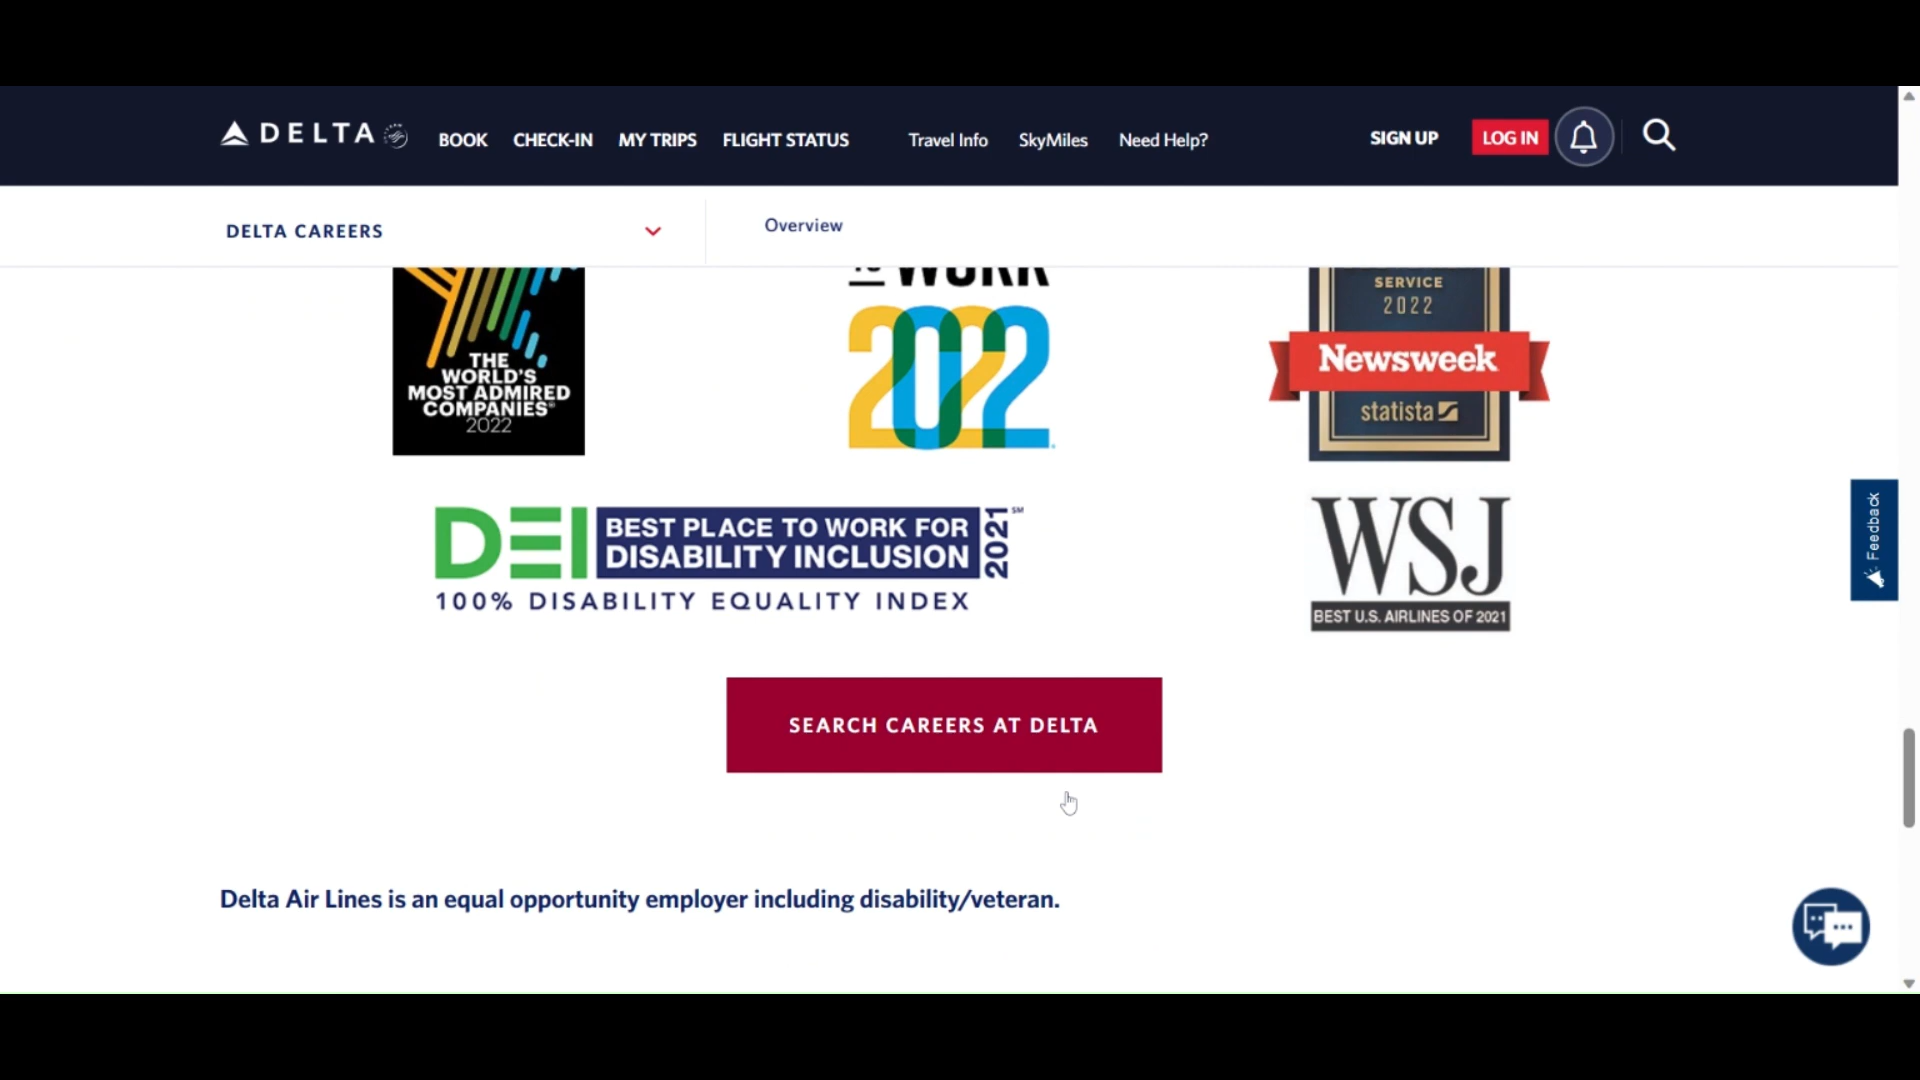 DELTA
BOOK
CHECK-IN
MY TRIPS
FLIGHT STATUS
Travel Info
SkyMiles
Need Help?
SIGN UP
LOG IN
DELTA CAREERS
Overview
THE
WORLD'S
MOST ADMIRED
COMPANIES®
2022
TO WORK
2022
SERVICE
2022
Newsweek
statista
DEI
BEST PLACE TO WORK FOR
DISABILITY INCLUSION
2021 SM
100% DISABILITY EQUALITY INDEX
WSJ
BEST U.S. AIRLINES OF 2021
Feedback
SEARCH CAREERS AT DELTA
Delta Air Lines is an equal opportunity employer including disability/veteran.